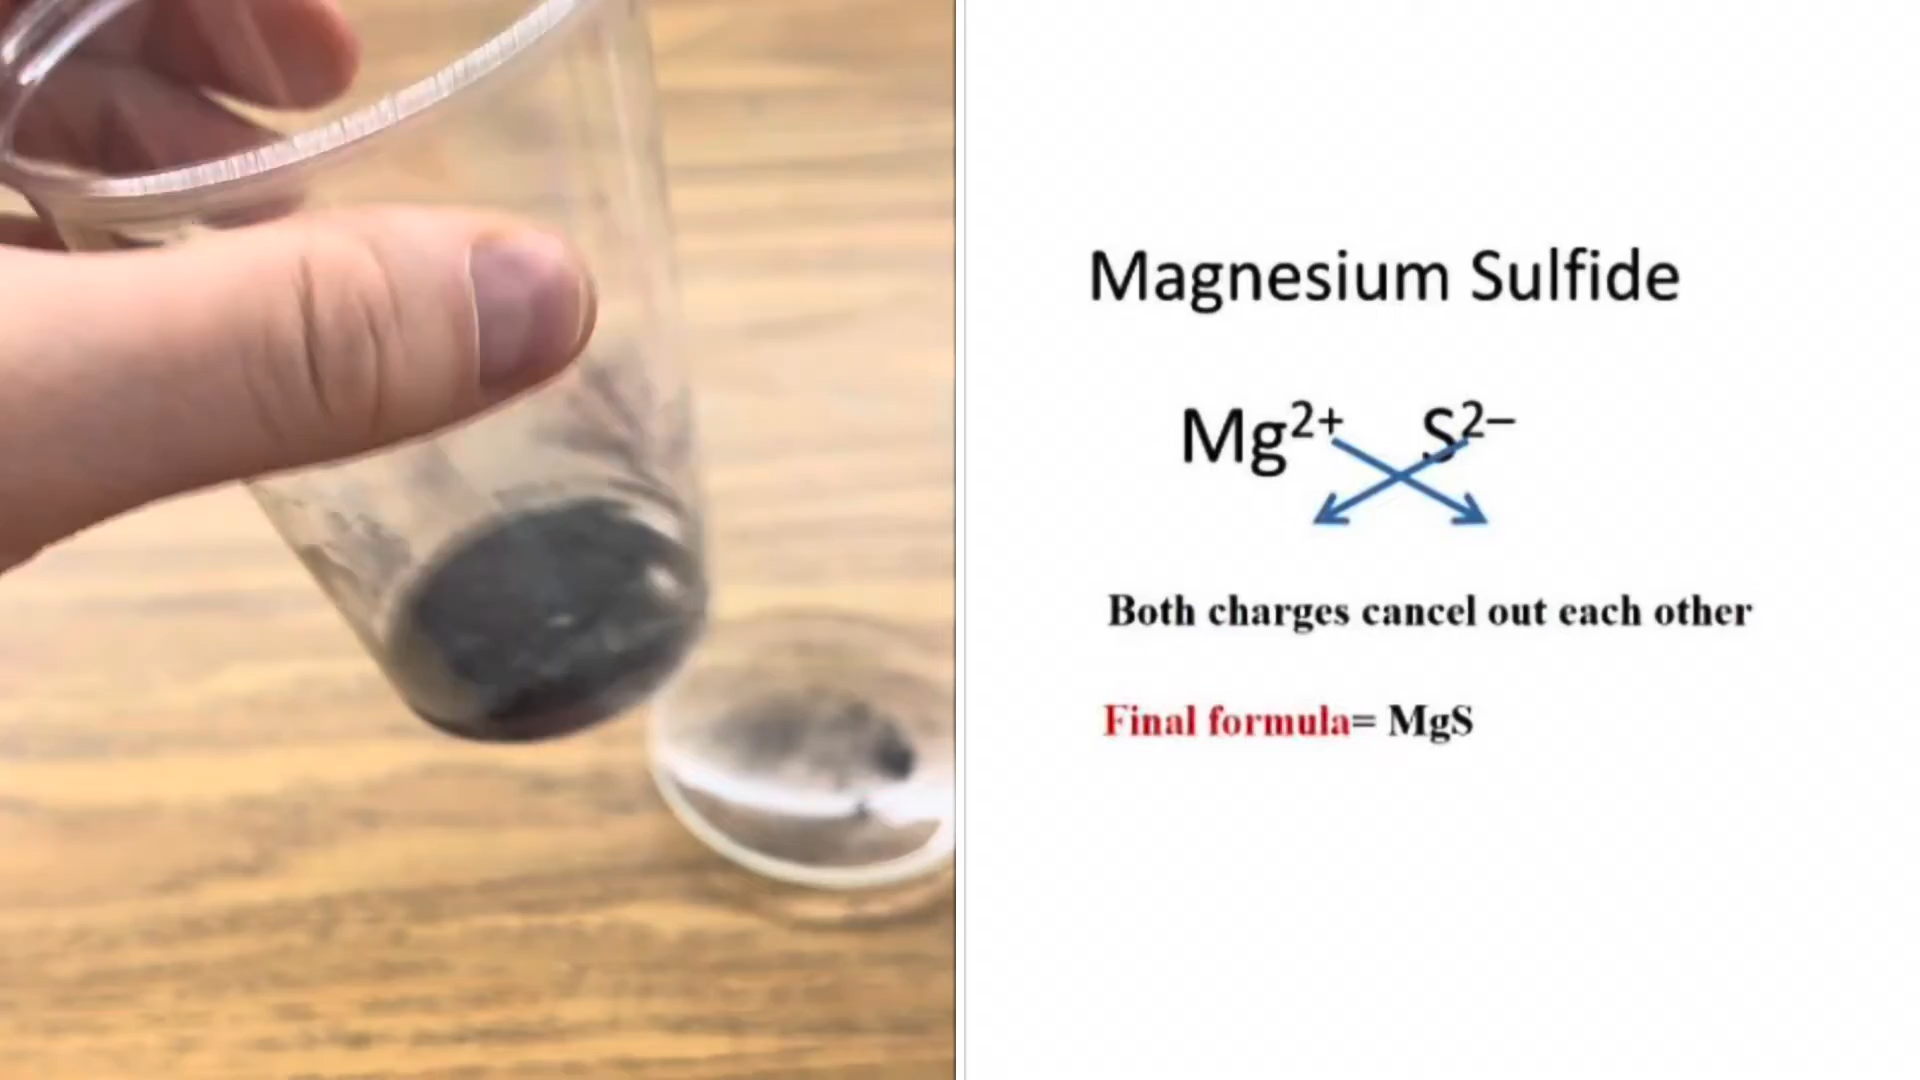 Magnesium Sulfide
Mg²⁺ S²⁻
Both charges cancel out each other
Final formula= MgS